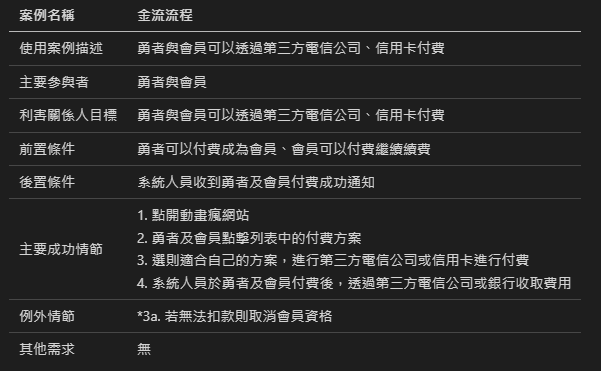 案例名稱 金流流程
使用案例描述 勇者與會員可以透過第三方電信公司、信用卡付費
主要參與者 勇者與會員
利害關係人目標 勇者與會員可以透過第三方電信公司、信用卡付費
前置條件 勇者可以付費成為會員、會員可以付費繼續續費
後置條件 系統人員收到勇者及會員付費成功通知
主要成功情節
1. 點開動畫瘋網站
2. 勇者及會員點擊列表中的付費方案
3. 選則適合自己的方案，進行第三方電信公司或信用卡進行付費
4. 系統人員於勇者及會員付費後，透過第三方電信公司或銀行收取費用
例外情節 *3a. 若無法扣款則取消會員資格
其他需求 無